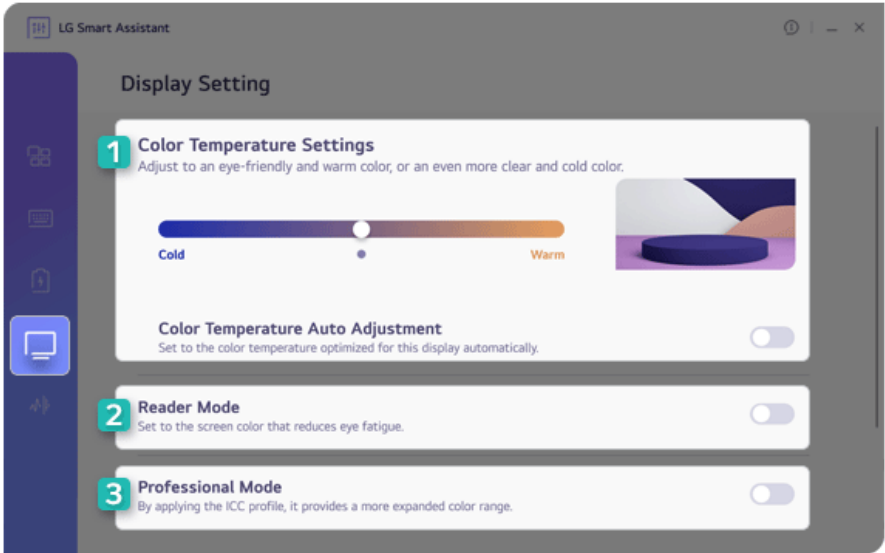 LG Smart Assistant
Display Setting
1
Color Temperature Settings
Adjust to an eye-friendly and warm color, or an even more clear and cold color.
Cold
Warm
Color Temperature Auto Adjustment
Set to the color temperature optimized for this display automatically.
2
Reader Mode
Set to the screen color that reduces eye fatigue.
3
Professional Mode
By applying the ICC profile, it provides a more expanded color range.